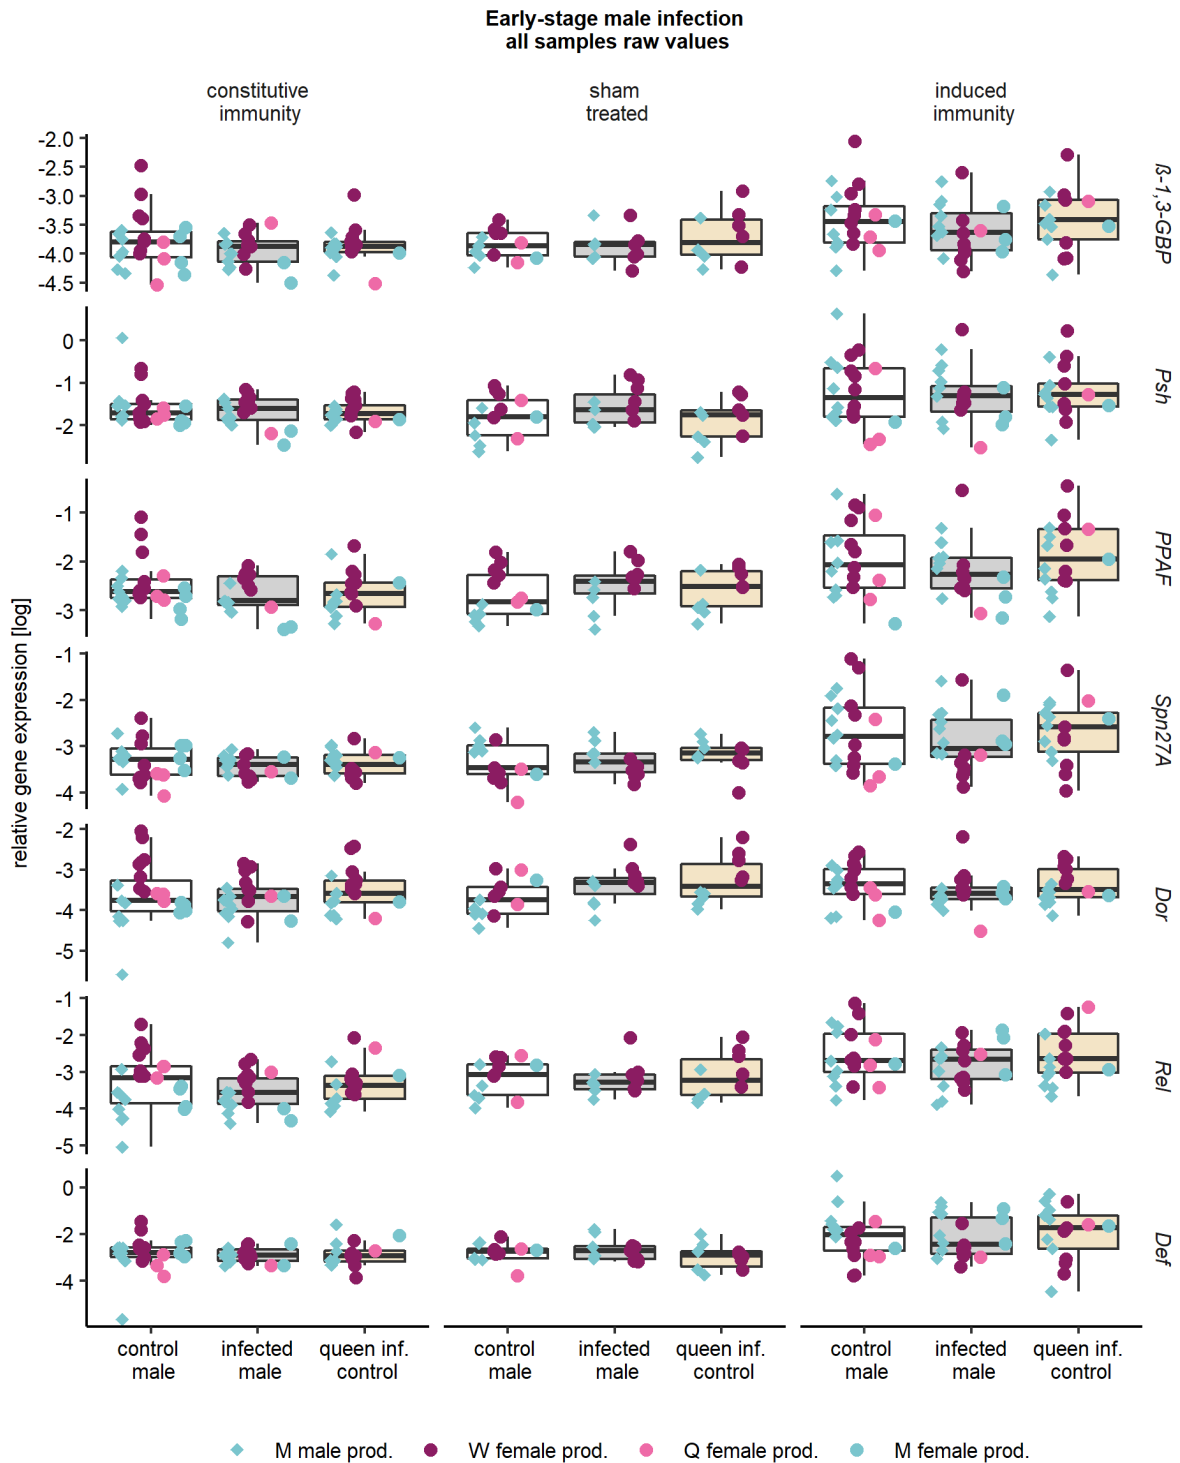 Early-stage male infection
all samples raw values
constitutive
immunity
sham
treated
induced
immunity
relative gene expression [log]
-2.0
-2.5
-3.0
-3.5
-4.0
-4.5
ß-1,3-GBP
0
-1
-2
Psh
-1
-2
-3
PPAF
-1
-2
-3
-4
Spn27A
-2
-3
-4
-5
Dor
-1
-2
-3
-4
-5
Rel
0
-2
-4
Def
control
male
infected
male
queen inf.
control
control
male
infected
male
queen inf.
control
control
male
infected
male
queen inf.
control
M male prod.
W female prod.
Q female prod.
M female prod.